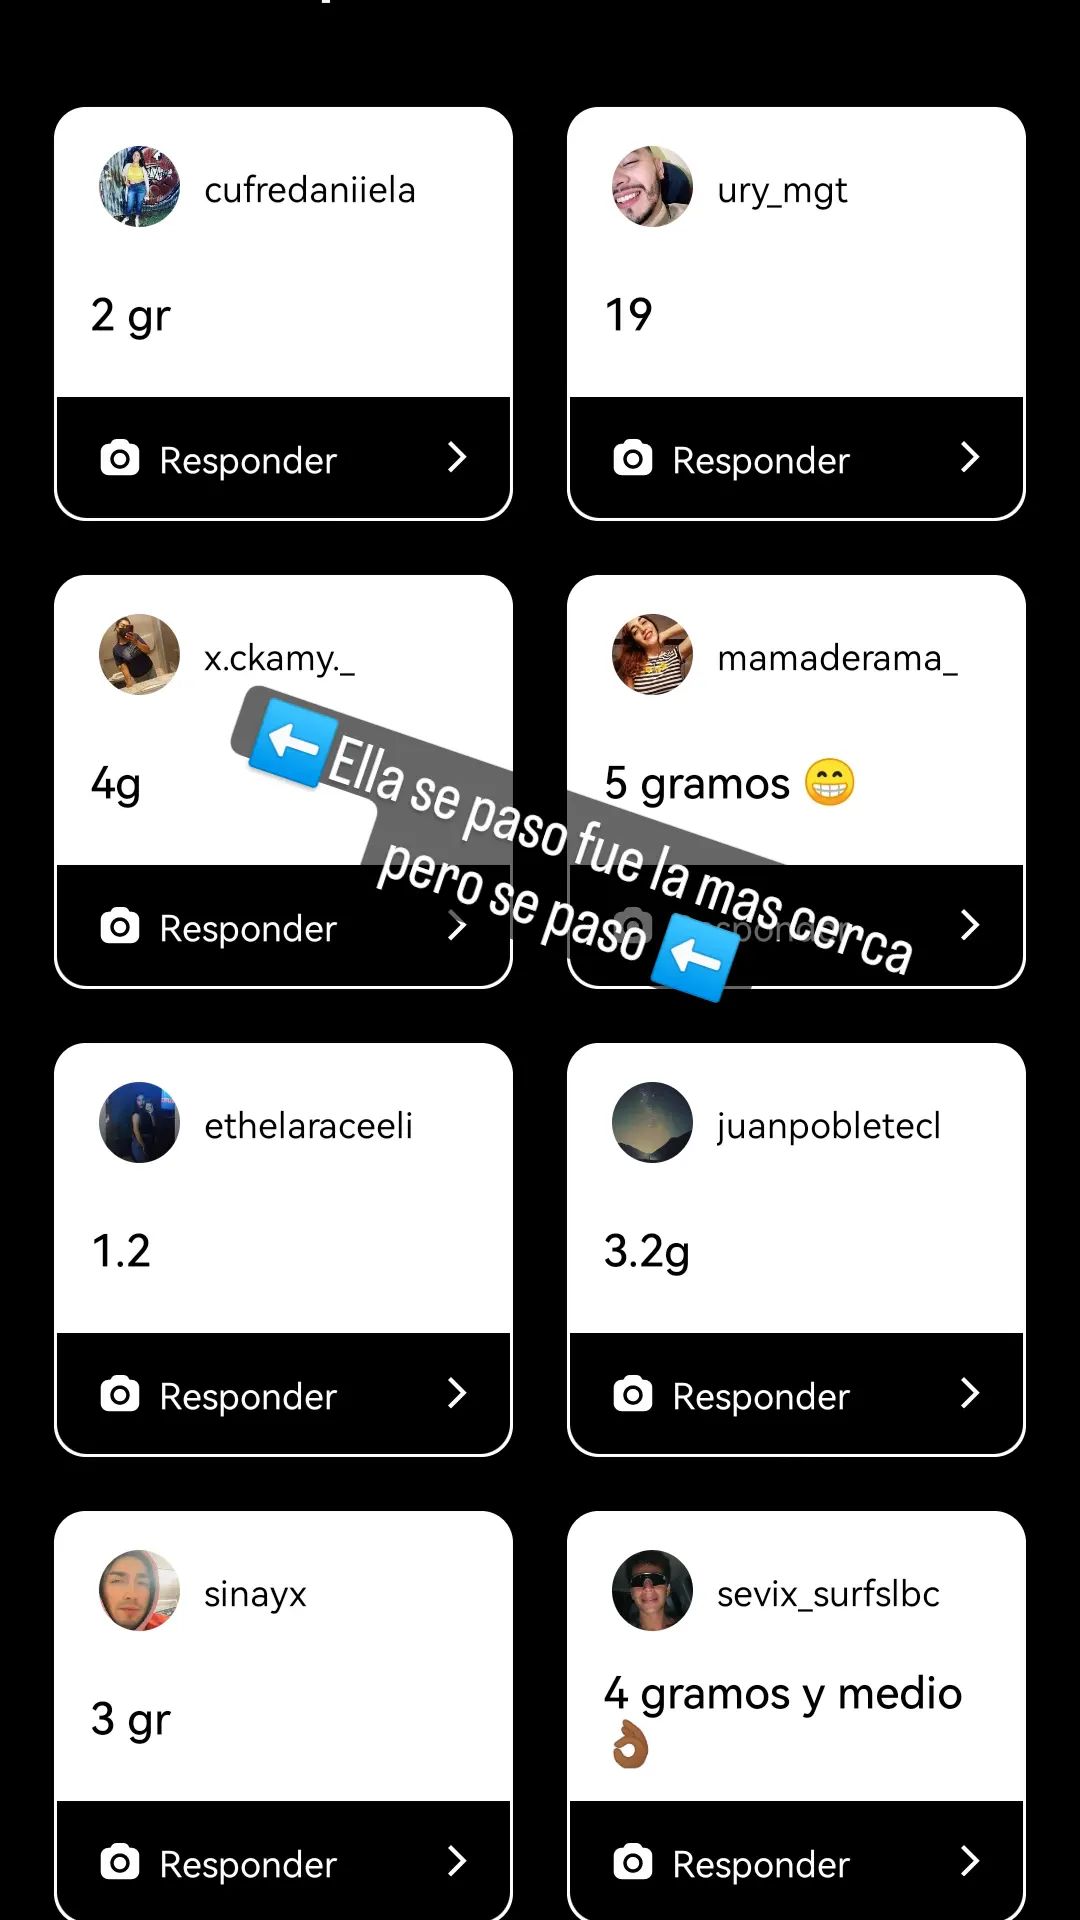 cufredaniiela
ury_mgt
2 gr
19
Responder
Responder
x.ckamy._
mamaderama_
4g
5 gramos 😁
⬅️Ella se paso fue la mas cerca
pero se paso ⬅️
Responder
Responder
ethelaraceeli
juanpobletecl
1.2
3.2g
Responder
Responder
sinayx
sevix_surfslbc
3 gr
4 gramos y medio
👌🏾
Responder
Responder